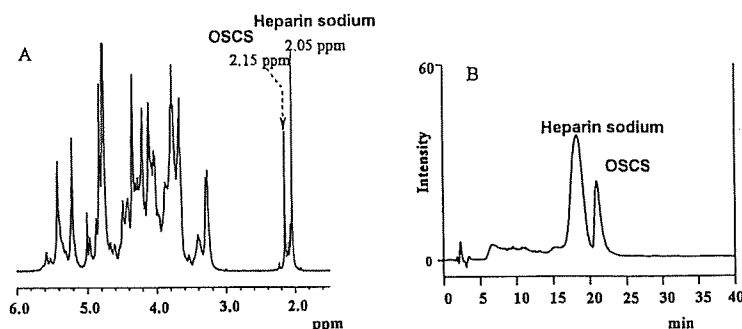 A
OSCS
Heparin sodium
2.05 ppm
2.15 ppm
6.0 5.0 4.0 3.0 2.0
ppm
60
B
Intensity
Heparin sodium
OSCS
0
0 5 10 15 20 25 30 35 40
min